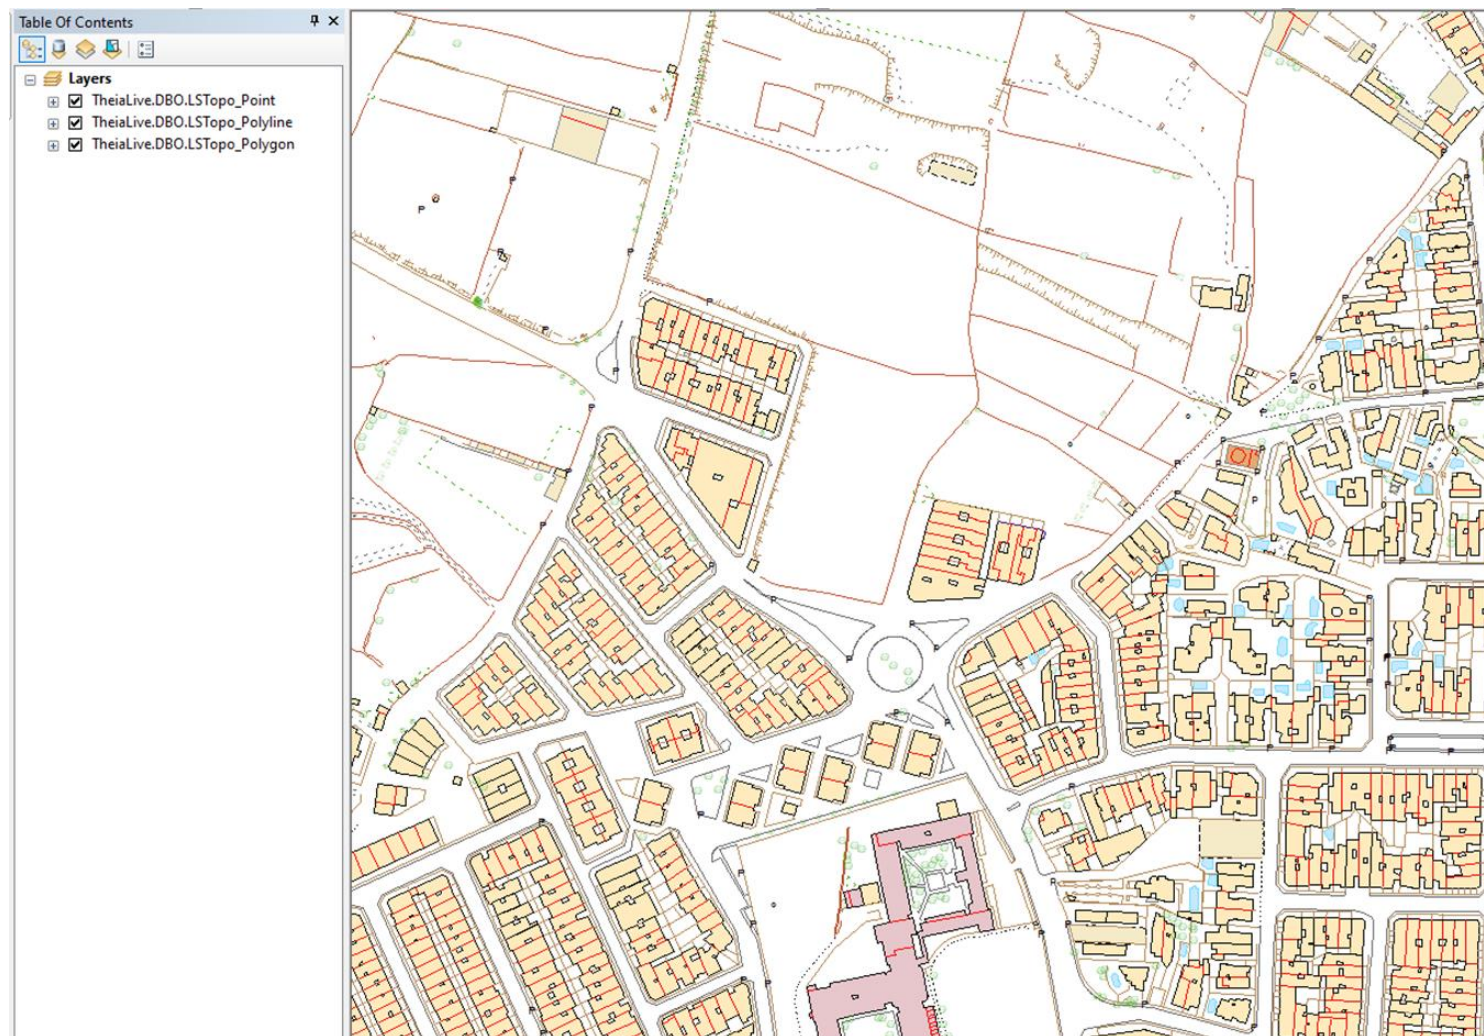 Table Of Contents
Layers
TheiaLive.DBO.LSTopo_Point
TheiaLive.DBO.LSTopo_Polyline
TheiaLive.DBO.LSTopo_Polygon